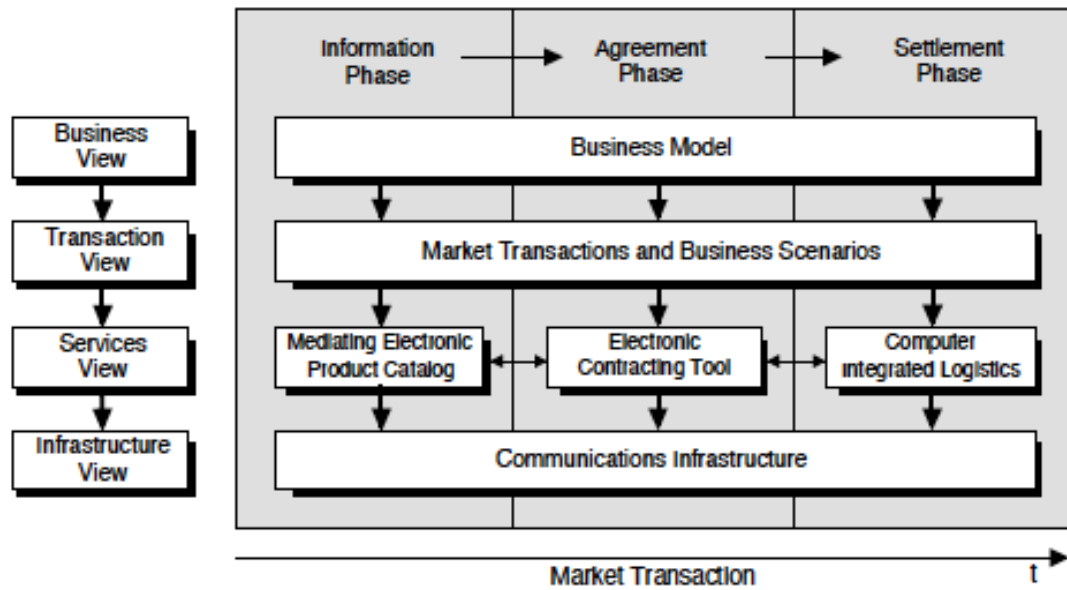 Information
Phase
Agreement
Phase
Settlement
Phase
Business
View
Business Model
Transaction
View
Market Transactions and Business Scenarios
Services
View
Mediating Electronic
Product Catalog
Electronic
Contracting Tool
Computer
Integrated Logistics
Infrastructure
View
Communications Infrastructure
Market Transaction
t